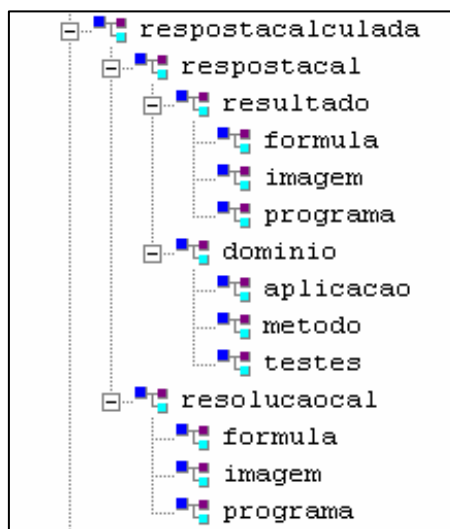 respostacalculada
respostacal
resultado
formula
imagem
programa
dominio
aplicacao
metodo
testes
resolucaocal
formula
imagem
programa